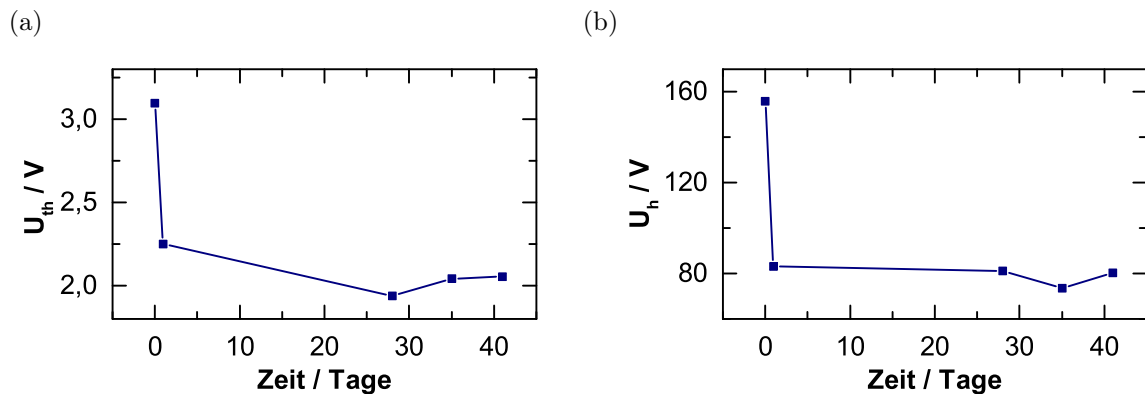 (a)
3,0
2,5
2,0
U_th / V
0 10 20 30 40
Zeit / Tage
(b)
160
120
80
U_h / V
0 10 20 30 40
Zeit / Tage